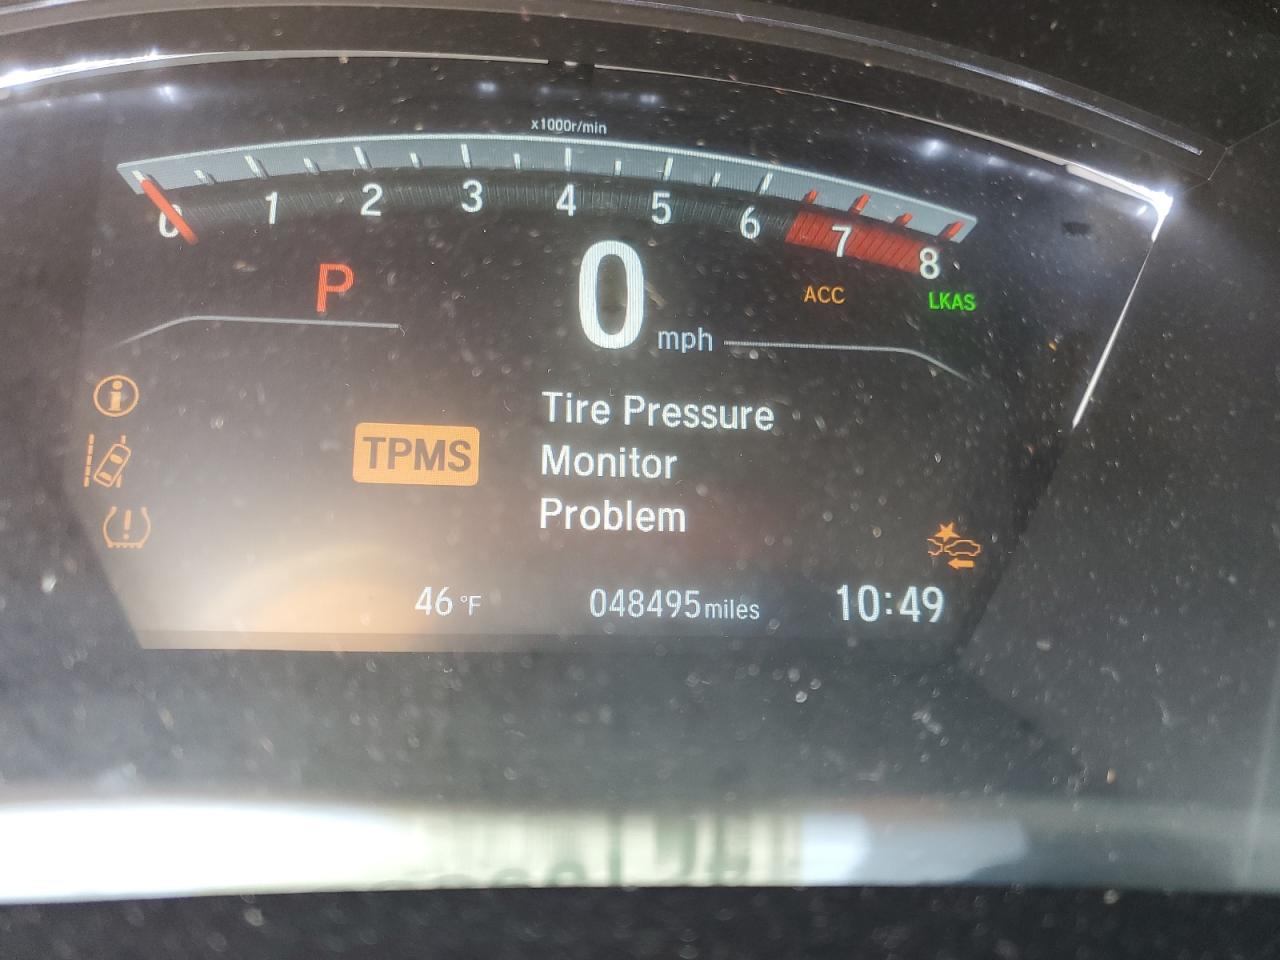 x1000r/min
0 1 2 3 4 5 6 7 8
P
0 mph
ACC
LKAS
Tire Pressure
TPMS
Monitor
Problem
46 °F
048495 miles
10:49